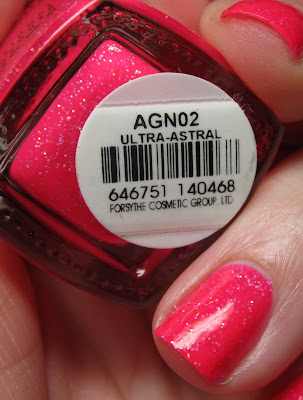 AGN02
ULTRA-ASTRAL
646751 140468
FORSYTHE COSMETIC GROUP, LTD